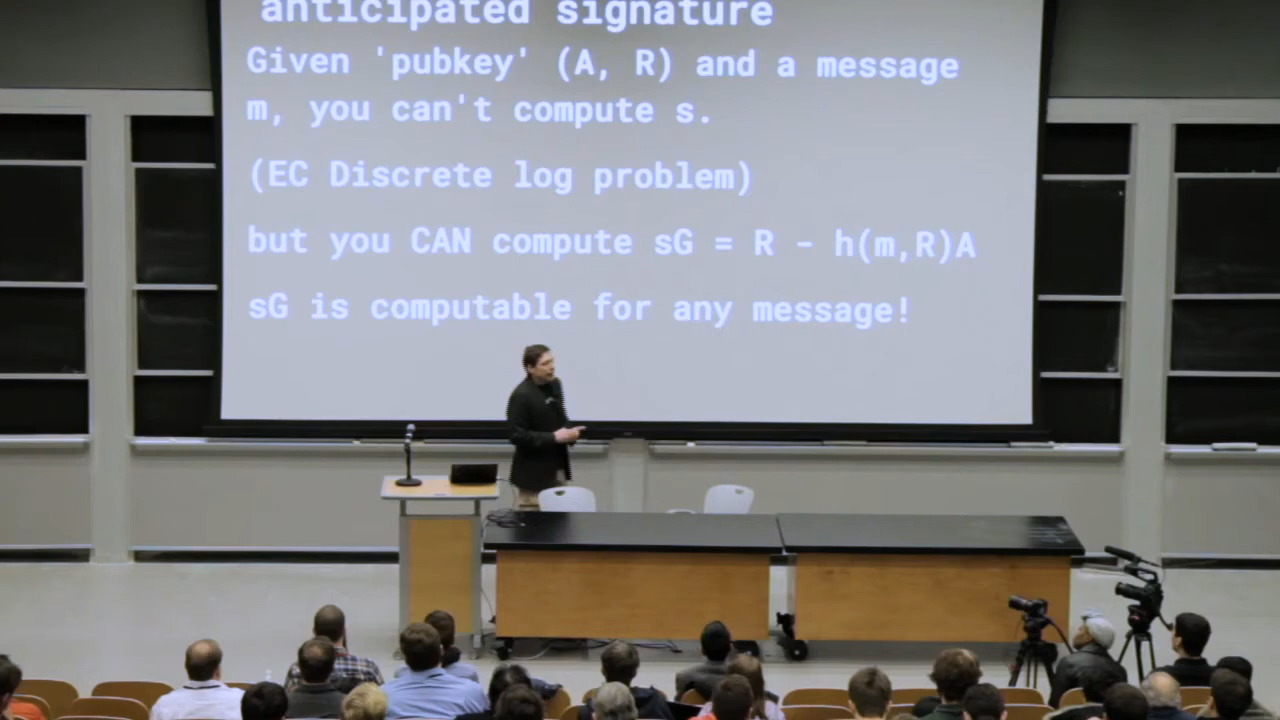 anticipated signature
Given 'pubkey' (A, R) and a message
m, you can't compute s.
(EC Discrete log problem)
but you CAN compute sG = R - h(m,R)A
sG is computable for any message!